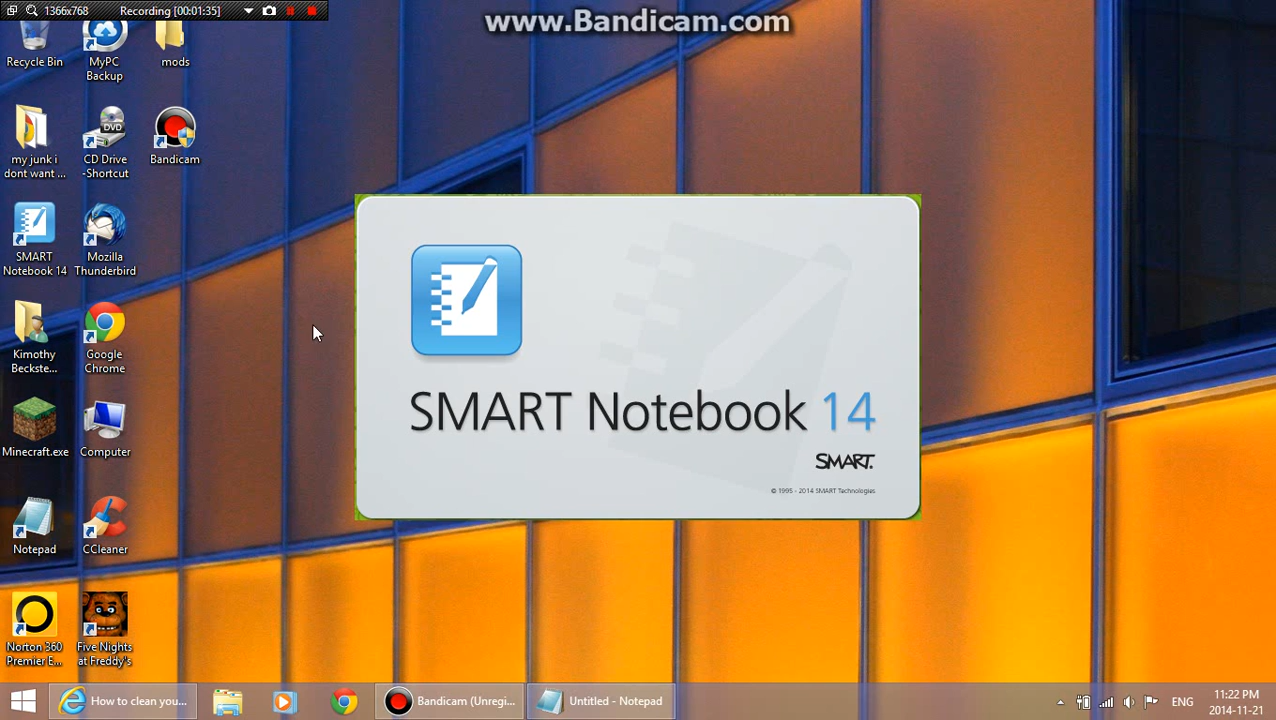 1366x768 Recording [00:01:35]
www.Bandicam.com
Recycle Bin
MyPC
Backup
mods
my junk i
dont want ...
CD Drive
-Shortcut
DVD
Bandicam
SMART
Notebook 14
Mozilla
Thunderbird
Kimothy
Beckste...
Google
Chrome
Minecraft.exe
Computer
Notepad
CCleaner
Norton 360
Premier E...
Five Nights
at Freddy's
SMART Notebook 14
SMART.
© 1995 - 2014 SMART Technologies
How to clean you...
Bandicam (Unregi...
Untitled - Notepad
ENG
11:22 PM
2014-11-21